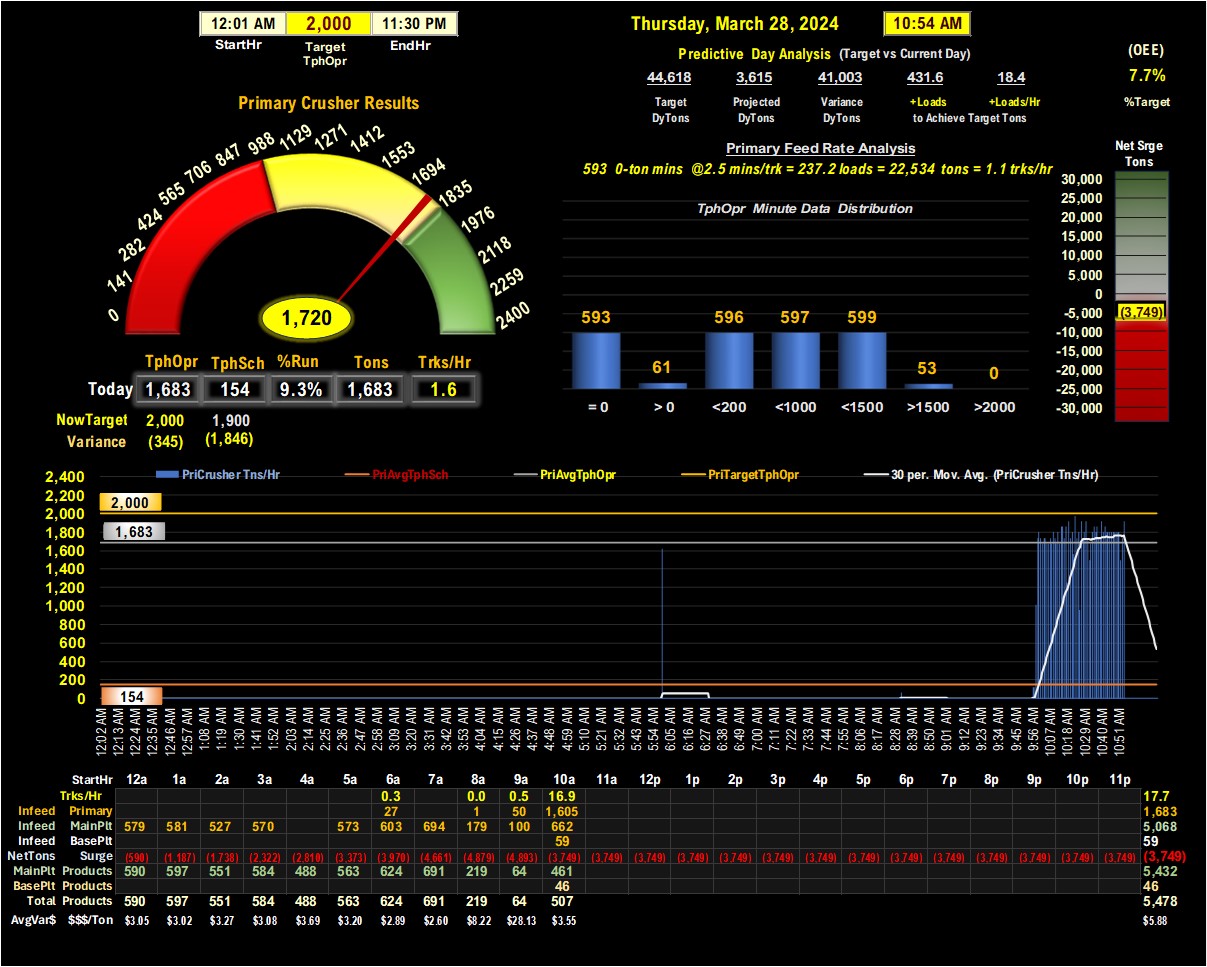 12:01 AM 2,000 11:30 PM
StartHr Target TphOpr EndHr
Thursday, March 28, 2024 10:54 AM
Predictive Day Analysis (Target vs Current Day)
44,618 3,615 41,003 431.6 18.4
Target Projected Variance +Loads +Loads/Hr
DyTons DyTons DyTons to Achieve Target Tons
(OEE)
7.7%
%Target
Primary Crusher Results
0 141 282 424 565 706 847 988 1129 1271 1412 1553 1694 1835 1976 2118 2259 2400
1,720
TphOpr TphSch %Run Tons Trks/Hr
Today 1,683 154 9.3% 1,683 1.6
NowTarget 2,000 1,900
Variance (345) (1,846)
Primary Feed Rate Analysis
593 0-ton mins @2.5 mins/trk = 237.2 loads = 22,534 tons = 1.1 trks/hr
TphOpr Minute Data Distribution
593 61 596 597 599 53 0
= 0 > 0 <200 <1000 <1500 >1500 >2000
Net Srge
Tons
30,000
25,000
20,000
15,000
10,000
5,000
0
-5,000
(3,749)
-10,000
-15,000
-20,000
-25,000
-30,000
PriCrusher Tns/Hr PriAvgTphSch PriAvgTphOpr PriTargetTphOpr 30 per. Mov. Avg. (PriCrusher Tns/Hr)
2,400
2,200
2,000
2,000
1,800
1,683
1,600
1,400
1,200
1,000
800
600
400
200
0
154
12:02 AM 12:13 AM 12:24 AM 12:35 AM 12:46 AM 12:57 AM 1:08 AM 1:19 AM 1:30 AM 1:41 AM 1:52 AM 2:03 AM 2:14 AM 2:25 AM 2:36 AM 2:47 AM 2:58 AM 3:09 AM 3:20 AM 3:31 AM 3:42 AM 3:53 AM 4:04 AM 4:15 AM 4:26 AM 4:37 AM 4:48 AM 4:59 AM 5:10 AM 5:21 AM 5:32 AM 5:43 AM 5:54 AM 6:05 AM 6:16 AM 6:27 AM 6:38 AM 6:49 AM 7:00 AM 7:11 AM 7:22 AM 7:33 AM 7:44 AM 7:55 AM 8:06 AM 8:17 AM 8:28 AM 8:39 AM 8:50 AM 9:01 AM 9:12 AM 9:23 AM 9:34 AM 9:45 AM 9:56 AM 10:07 AM 10:18 AM 10:29 AM 10:40 AM 10:51 AM
StartHr 12a 1a 2a 3a 4a 5a 6a 7a 8a 9a 10a 11a 12p 1p 2p 3p 4p 5p 6p 7p 8p 9p 10p 11p
Trks/Hr 0.3 0.0 0.5 16.9 17.7
Infeed Primary 27 1 50 1,605 1,683
Infeed MainPlt 579 581 527 570 573 603 694 179 100 662 5,068
Infeed BasePlt 59 59
NetTons Surge (590) (1,187) (1,738) (2,322) (2,810) (3,373) (3,970) (4,661) (4,879) (4,893) (3,749) (3,749) (3,749) (3,749) (3,749) (3,749) (3,749) (3,749) (3,749) (3,749) (3,749) (3,749) (3,749) (3,749) (3,749)
MainPlt Products 590 597 551 584 488 563 624 691 219 64 461 5,432
BasePlt Products 46 46
Total Products 590 597 551 584 488 563 624 691 219 64 507 5,478
AvgVar$ $$$/Ton $3.05 $3.02 $3.27 $3.08 $3.69 $3.20 $2.89 $2.60 $8.22 $28.13 $3.55 $5.88